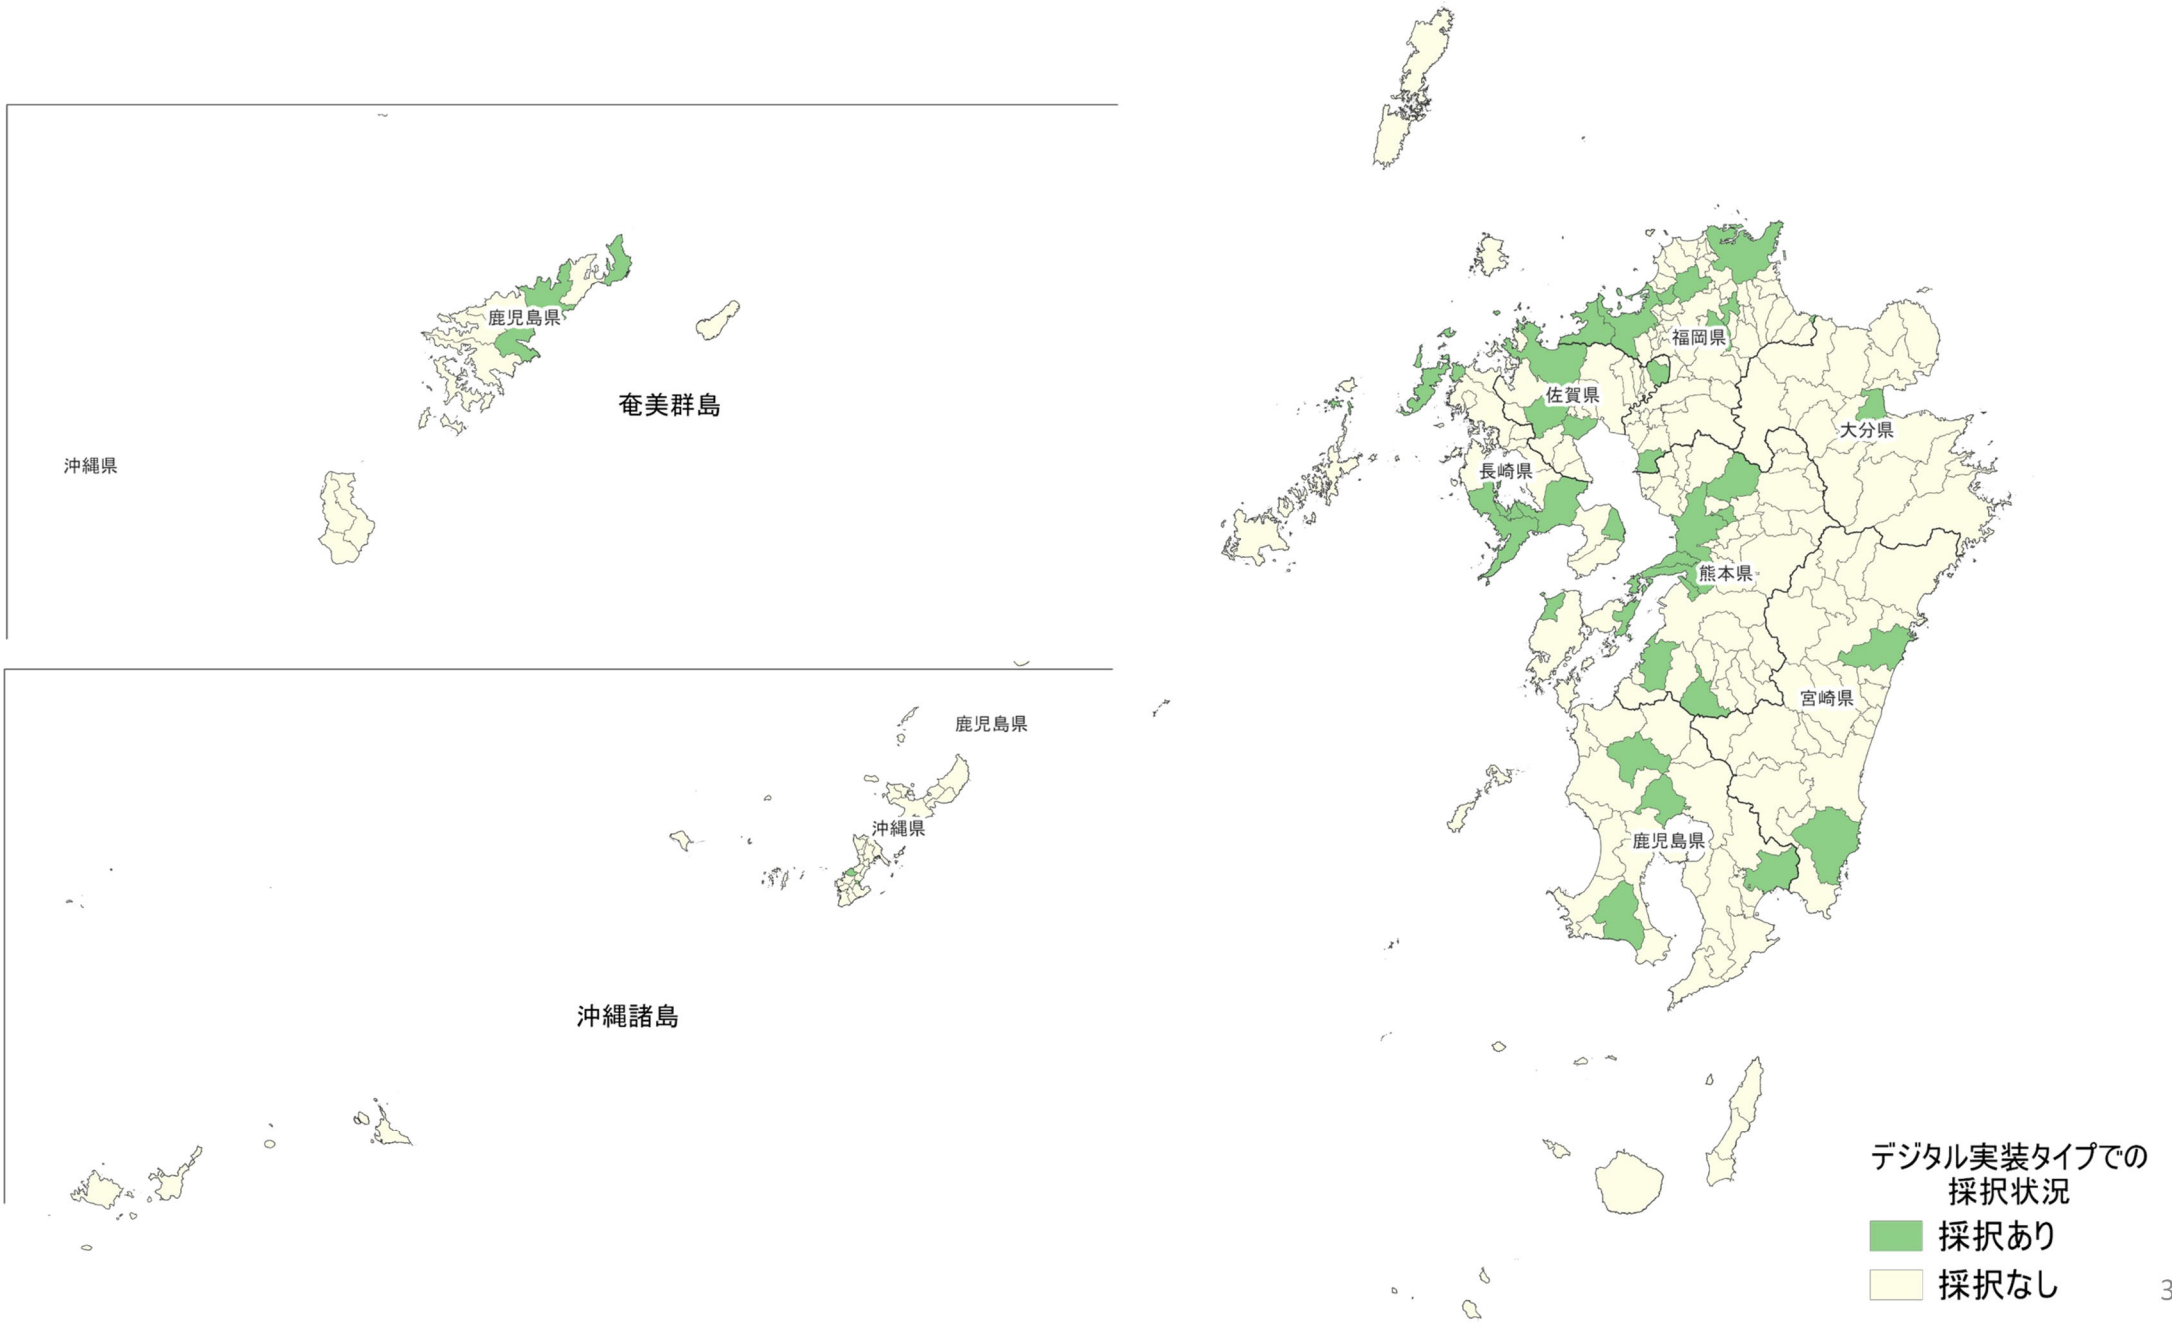 鹿児島県
奄美群島
沖縄県
鹿児島県
沖縄県
沖縄諸島
福岡県
佐賀県
大分県
長崎県
熊本県
宮崎県
鹿児島県
デジタル実装タイプでの
採択状況
採択あり
採択なし
3